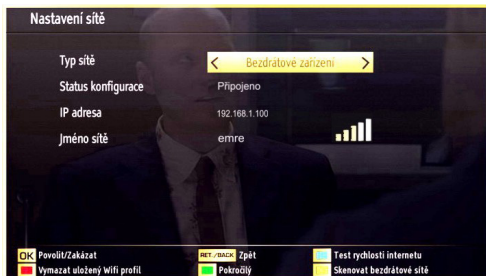 Nastavení sítě
Typ sítě < Bezdrátové zařízení >
Status konfigurace Připojeno
IP adresa 192.168.1.100
Jméno sítě emre
OK Povolit/Zakázat RET./BACK Zpět Test rychlosti internetu
Vymazat uložený Wifi profil Pokročilý Skenovat bezdrátové sítě